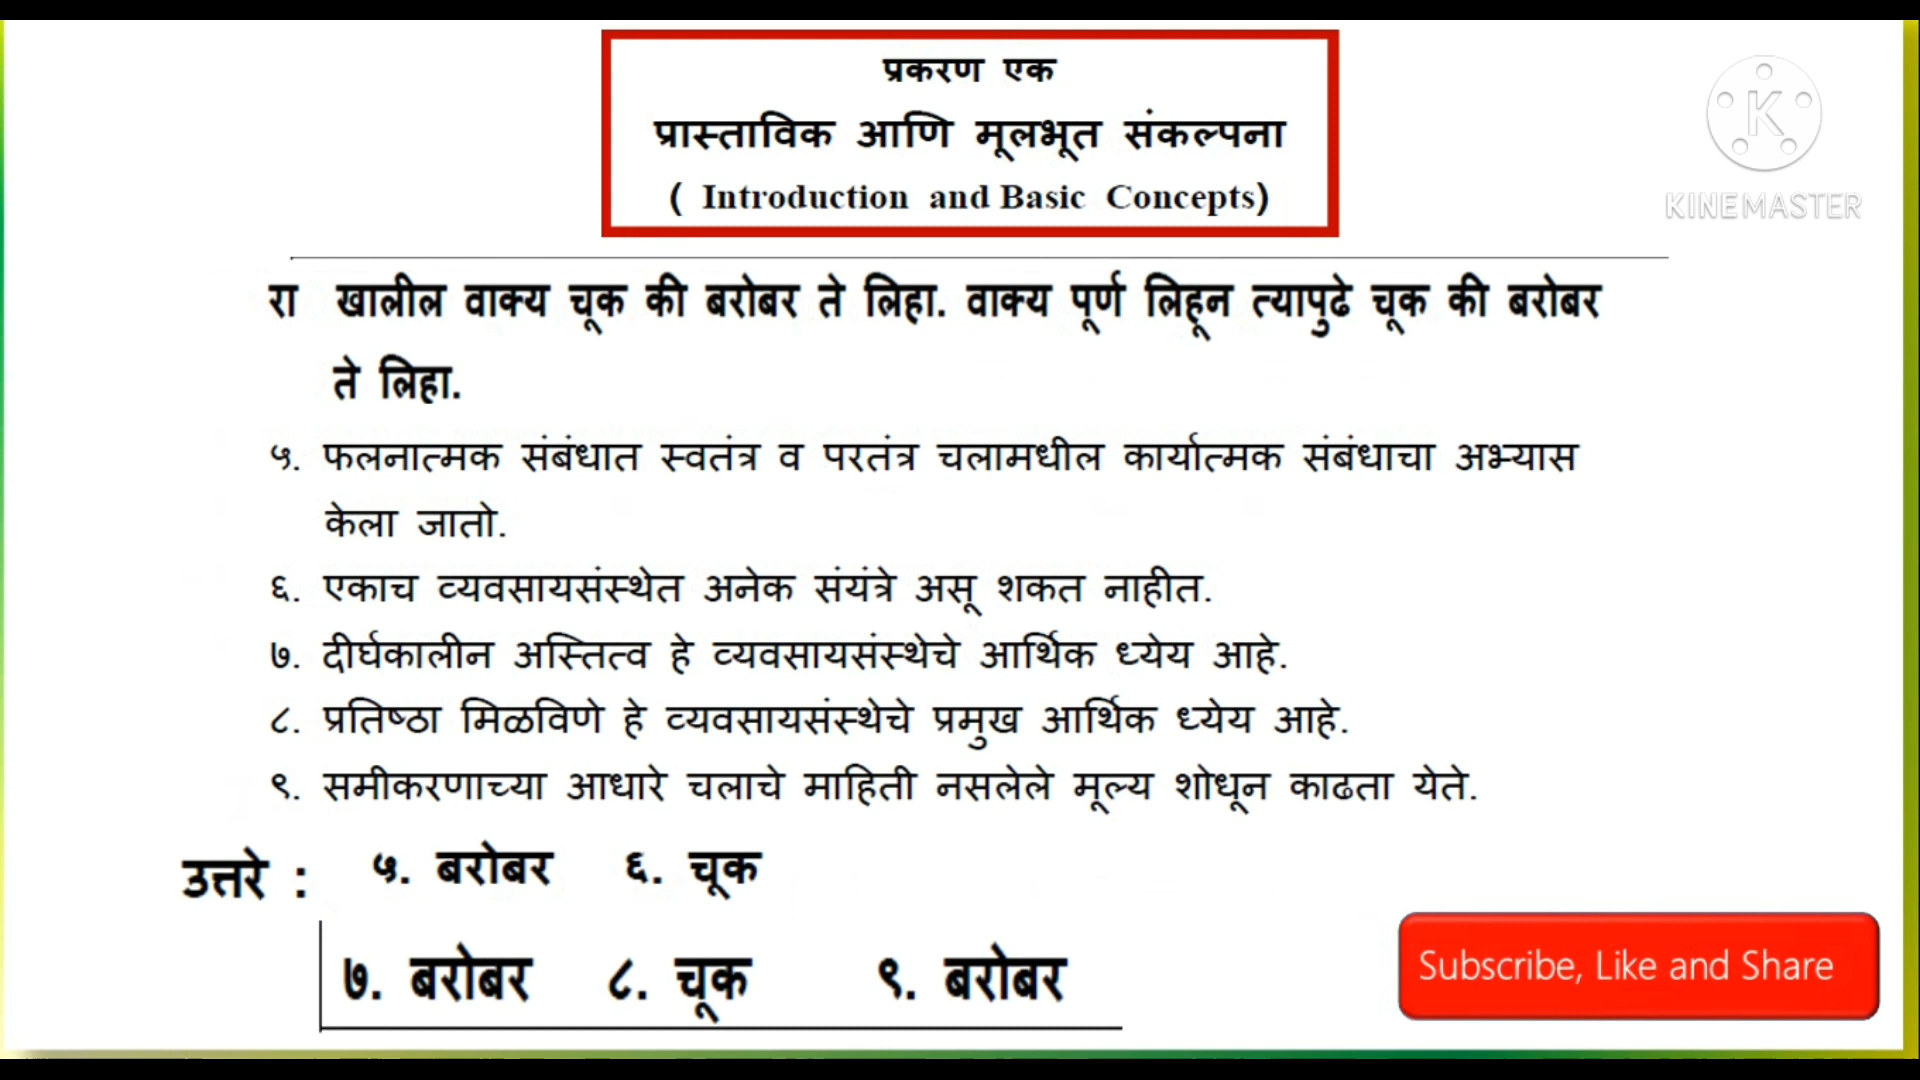 प्रकरण एक
प्रास्ताविक आणि मूलभूत संकल्पना
( Introduction and Basic Concepts)
K
KINEMASTER
रा खालील वाक्य चूक की बरोबर ते लिहा. वाक्य पूर्ण लिहून त्यापुढे चूक की बरोबर
ते लिहा.
५. फलनात्मक संबंधात स्वतंत्र व परतंत्र चलामधील कार्यात्मक संबंधाचा अभ्यास
केला जातो.
६. एकाच व्यवसायसंस्थेत अनेक संयंत्रे असू शकत नाहीत.
७. दीर्घकालीन अस्तित्व हे व्यवसायसंस्थेचे आर्थिक ध्येय आहे.
८. प्रतिष्ठा मिळविणे हे व्यवसायसंस्थेचे प्रमुख आर्थिक ध्येय आहे.
९. समीकरणाच्या आधारे चलाचे माहिती नसलेले मूल्य शोधून काढता येते.
उत्तरे : ५. बरोबर ६. चूक
७. बरोबर ८. चूक ९. बरोबर
Subscribe, Like and Share